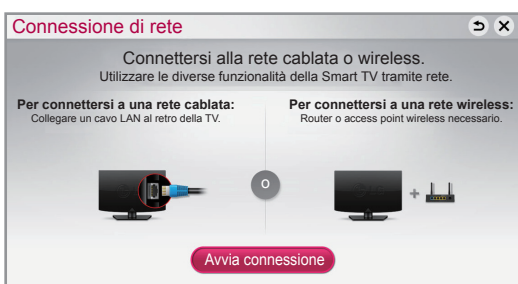 Connessione di rete
Connettersi alla rete cablata o wireless.
Utilizzare le diverse funzionalità della Smart TV tramite rete.
Per connettersi a una rete cablata:
Collegare un cavo LAN al retro della TV.
Per connettersi a una rete wireless:
Router o access point wireless necessario.
O
Avvia connessione